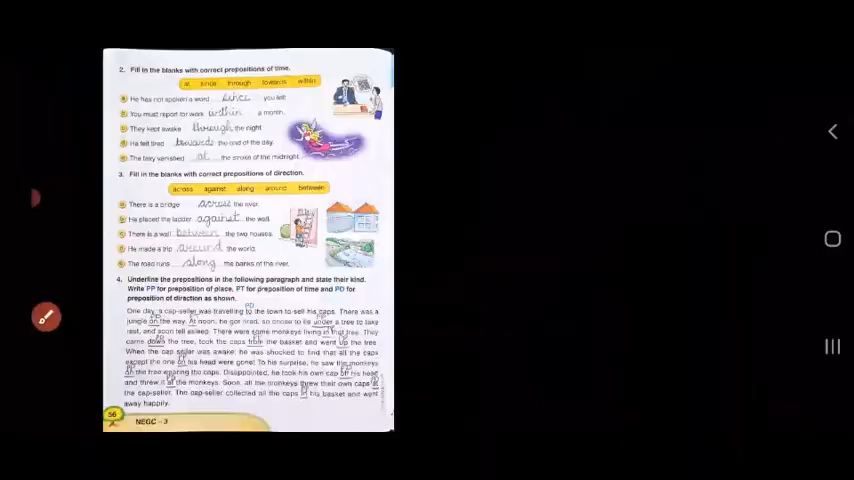 2. Fill in the blanks with correct prepositions of time.
at since through towards within
a He has not spoken a word since you left.
b You must report for work within a month.
c They kept awake through the night.
d He felt tired towards the end of the day.
e The fairy vanished at the stroke of the midnight.
3. Fill in the blanks with correct prepositions of direction.
across against along around between
a There is a bridge across the river.
b He placed the ladder against the wall.
c There is a wall between the two houses.
d He made a trip around the world.
e The road runs along the banks of the river.
4. Underline the prepositions in the following paragraph and state their kind.
Write PP for preposition of place, PT for preposition of time and PD for
preposition of direction as shown.
PD
One day, a cap-seller was travelling to the town to sell his caps. There was a
PP PT PP
jungle on the way. At noon, he got tired, so chose to lie under a tree to take
PP
rest, and soon fell asleep. There were some monkeys living in that tree. They
PD PD PP
came down the tree, took the caps from the basket and went up the tree.
When the cap seller was awake; he was shocked to find that all the caps
PP
except the one on his head were gone! To his surprise, he saw the monkeys
PP PD
on the tree wearing the caps. Disappointed, he took his own cap off his head
PD
and threw it at the monkeys. Soon, all the monkeys threw their own caps at
PP
the cap-seller. The cap-seller collected all the caps in his basket and went
away happily.
56
NEGC – 3